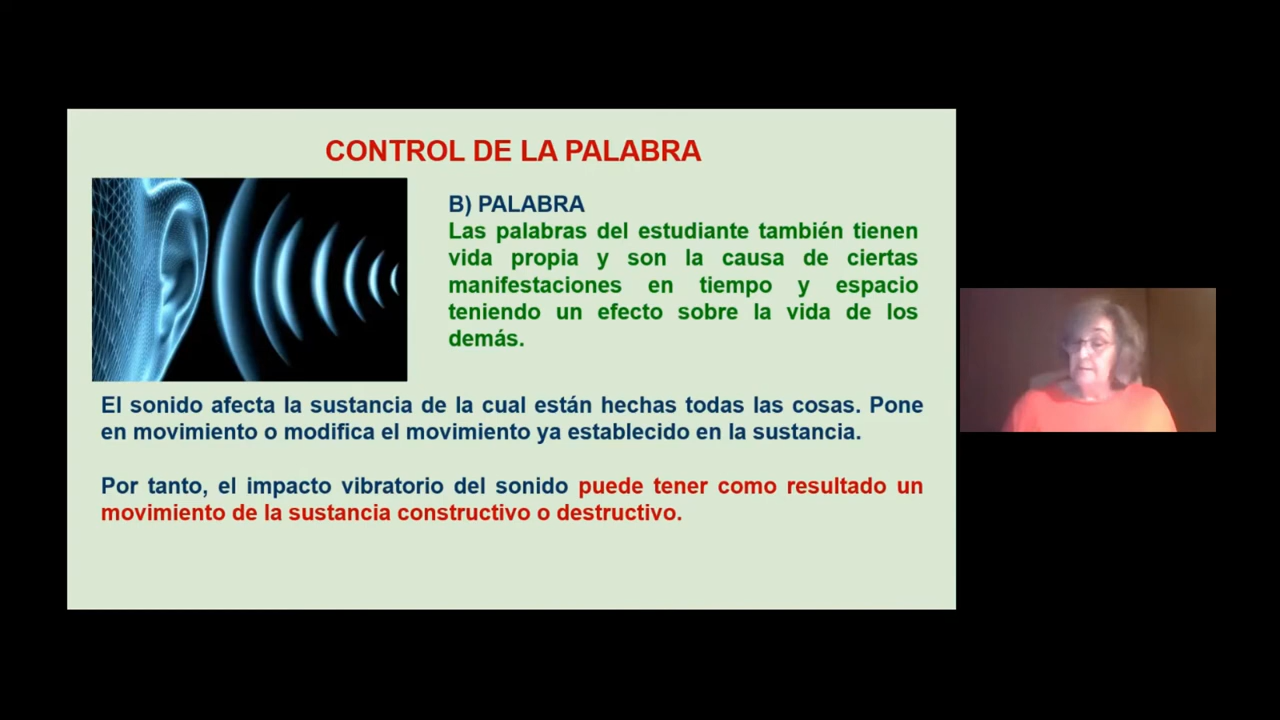 CONTROL DE LA PALABRA
B) PALABRA
Las palabras del estudiante también tienen
vida propia y son la causa de ciertas
manifestaciones en tiempo y espacio
teniendo un efecto sobre la vida de los
demás.
El sonido afecta la sustancia de la cual están hechas todas las cosas. Pone
en movimiento o modifica el movimiento ya establecido en la sustancia.
Por tanto, el impacto vibratorio del sonido puede tener como resultado un
movimiento de la sustancia constructivo o destructivo.